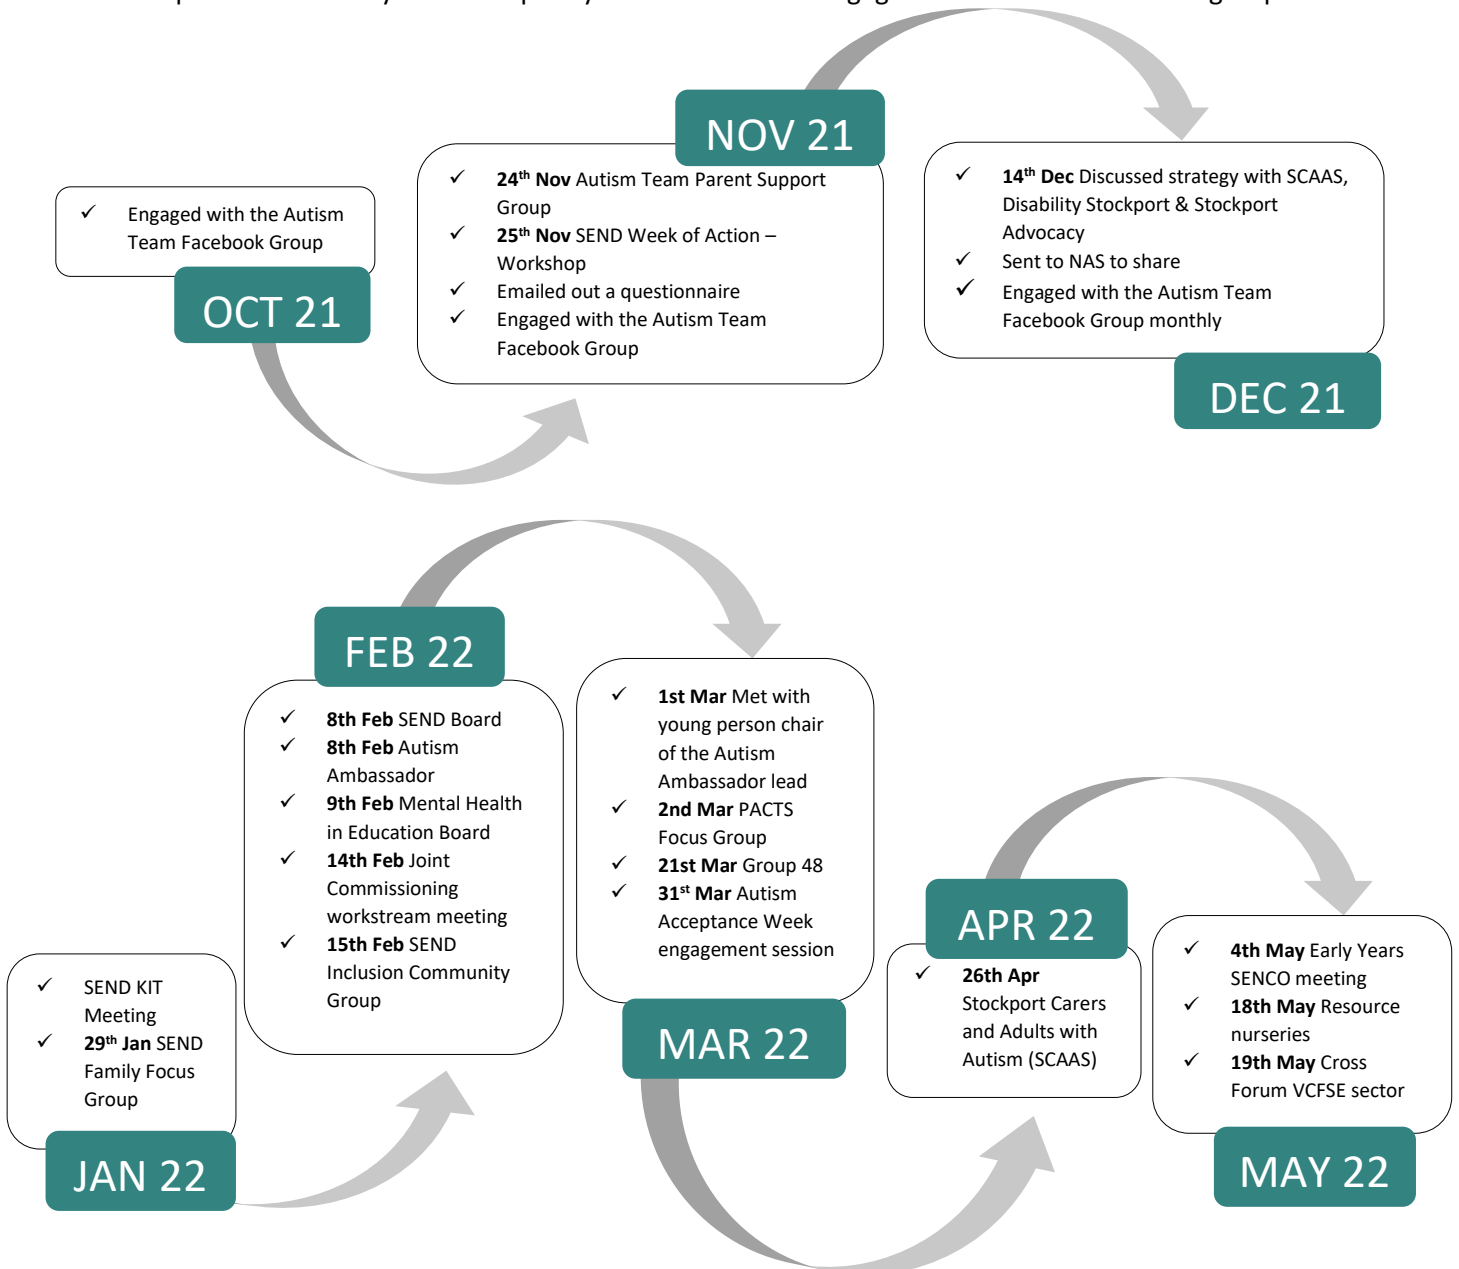 OCT 21
✓ Engaged with the Autism
Team Facebook Group
NOV 21
✓ 24th Nov Autism Team Parent Support
Group
✓ 25th Nov SEND Week of Action –
Workshop
✓ Emailed out a questionnaire
✓ Engaged with the Autism Team
Facebook Group
DEC 21
✓ 14th Dec Discussed strategy with SCAAS,
Disability Stockport & Stockport
Advocacy
✓ Sent to NAS to share
✓ Engaged with the Autism Team
Facebook Group monthly
JAN 22
✓ SEND KIT
Meeting
✓ 29th Jan SEND
Family Focus
Group
FEB 22
✓ 8th Feb SEND Board
✓ 8th Feb Autism
Ambassador
✓ 9th Feb Mental Health
in Education Board
✓ 14th Feb Joint
Commissioning
workstream meeting
✓ 15th Feb SEND
Inclusion Community
Group
MAR 22
✓ 1st Mar Met with
young person chair
of the Autism
Ambassador lead
✓ 2nd Mar PACTS
Focus Group
✓ 21st Mar Group 48
✓ 31st Mar Autism
Acceptance Week
engagement session
APR 22
✓ 26th Apr
Stockport Carers
and Adults with
Autism (SCAAS)
MAY 22
✓ 4th May Early Years
SENCO meeting
✓ 18th May Resource
nurseries
✓ 19th May Cross
Forum VCFSE sector